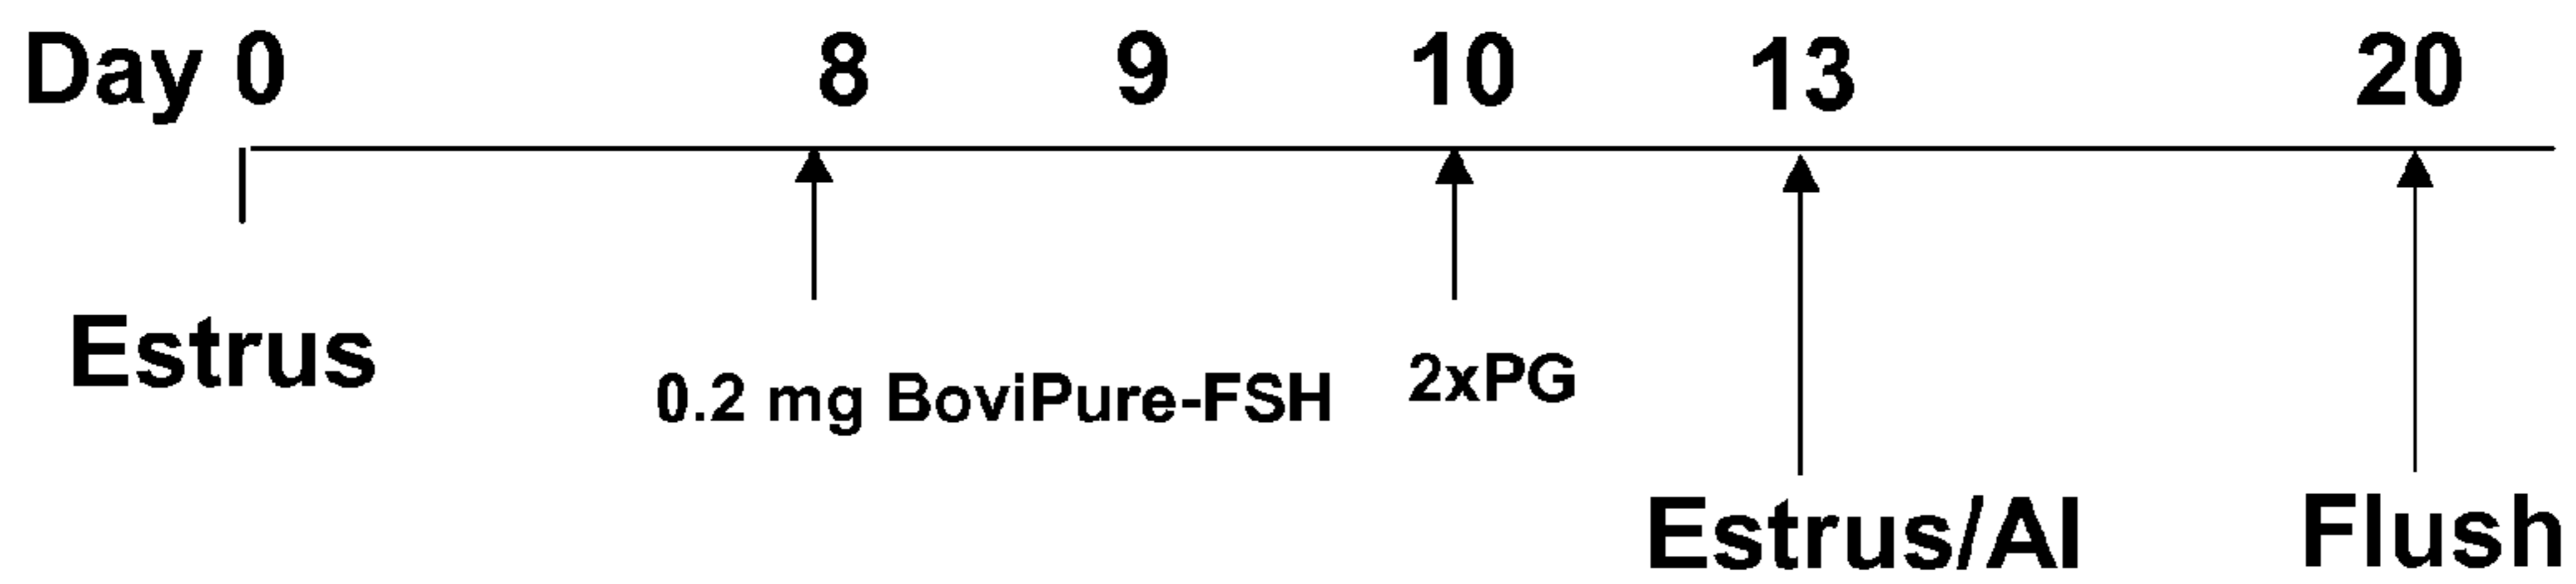 Day 0 8 9 10 13 20
Estrus
0.2 mg BoviPure-FSH
2xPG
Estrus/AI
Flush